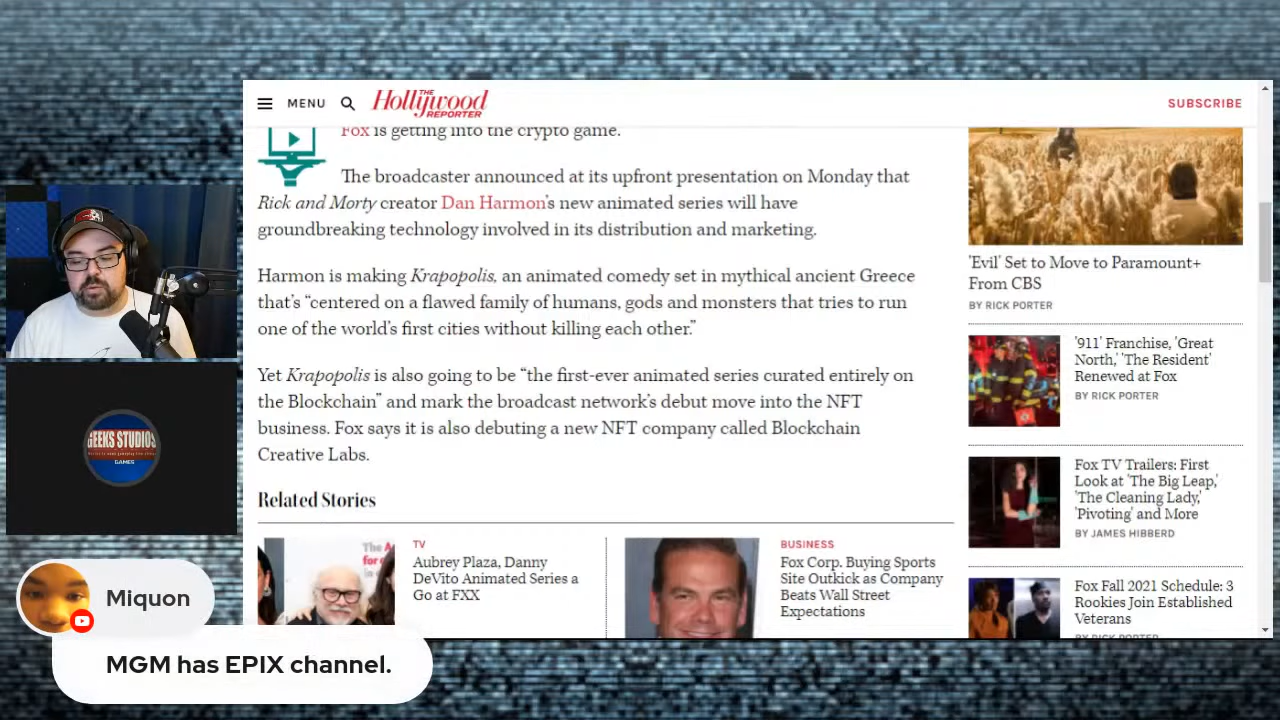 MENU
THE
Hollywood
REPORTER
SUBSCRIBE
Fox is getting into the crypto game.
The broadcaster announced at its upfront presentation on Monday that
Rick and Morty creator Dan Harmon's new animated series will have
groundbreaking technology involved in its distribution and marketing.
Harmon is making Krapopolis, an animated comedy set in mythical ancient Greece
that's “centered on a flawed family of humans, gods and monsters that tries to run
one of the world's first cities without killing each other.”
Yet Krapopolis is also going to be “the first-ever animated series curated entirely on
the Blockchain” and mark the broadcast network's debut move into the NFT
business. Fox says it is also debuting a new NFT company called Blockchain
Creative Labs.
Related Stories
TV
Aubrey Plaza, Danny
DeVito Animated Series a
Go at FXX
BUSINESS
Fox Corp. Buying Sports
Site Outkick as Company
Beats Wall Street
Expectations
'Evil' Set to Move to Paramount+
From CBS
BY RICK PORTER
'911' Franchise, 'Great
North,' 'The Resident'
Renewed at Fox
BY RICK PORTER
Fox TV Trailers: First
Look at 'The Big Leap,'
'The Cleaning Lady,'
'Pivoting' and More
BY JAMES HIBBERD
Fox Fall 2021 Schedule: 3
Rookies Join Established
Veterans
BY RICK PORTER
GEEKS STUDIOS
GAMES
Miquon
MGM has EPIX channel.